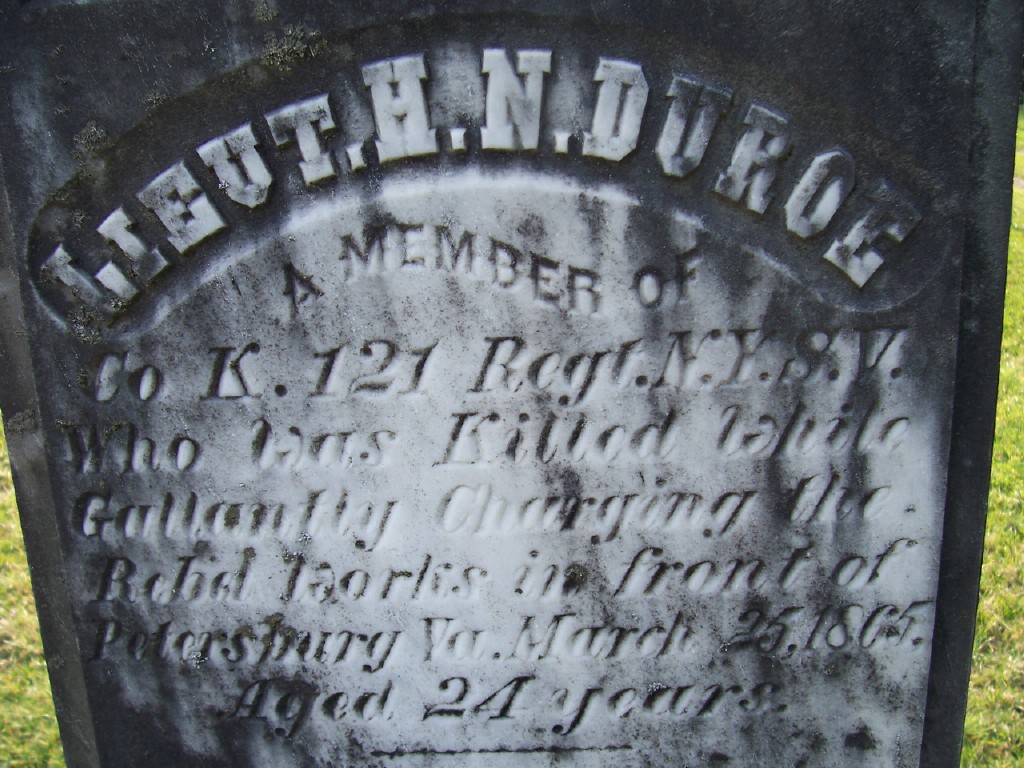 LIEUT. H. N. DUROE
A MEMBER OF
Co K. 121 Regt. N.Y.S.V.
Who was Killed while
Gallantly Charging the
Rebel works in front of
Petersburg Va. March 25, 1865.
Aged 24 years.